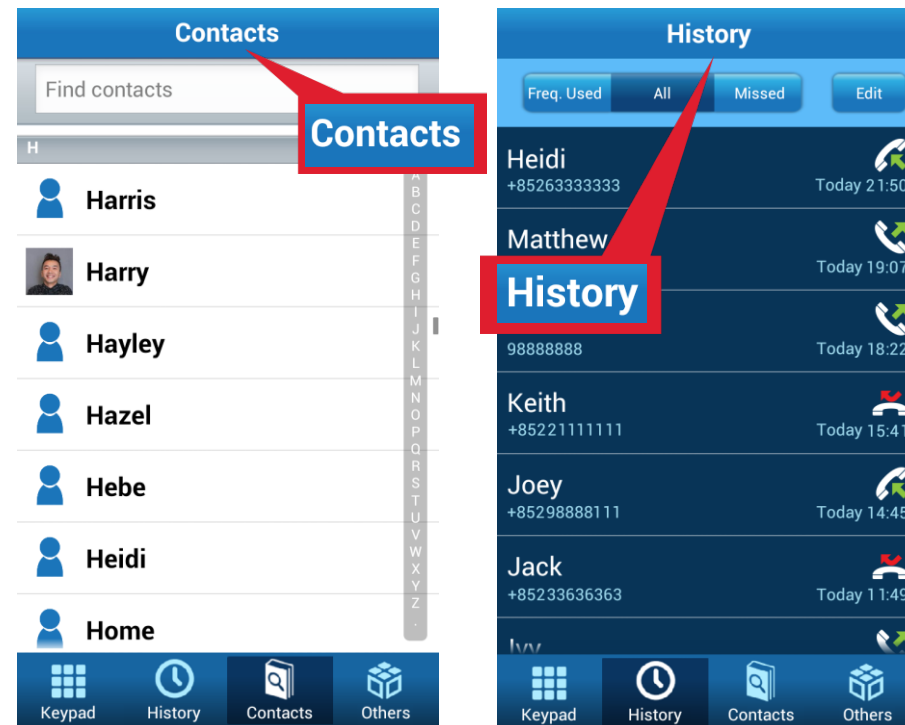 Contacts
Find contacts
Contacts
H
Harris
Harry
Hayley
Hazel
Hebe
Heidi
Home
A
B
C
D
E
F
G
H
I
J
K
L
M
N
O
P
Q
R
S
T
U
V
W
X
Y
Z
.
Keypad History Contacts Others
History
Freq. Used All Missed Edit
Heidi
+85263333333 Today 21:50
Matthew
Today 19:07
History
98888888 Today 18:22
Keith
+85221111111 Today 15:41
Joey
+85298888111 Today 14:45
Jack
+85233636363 Today 11:49
Ivy
Keypad History Contacts Others